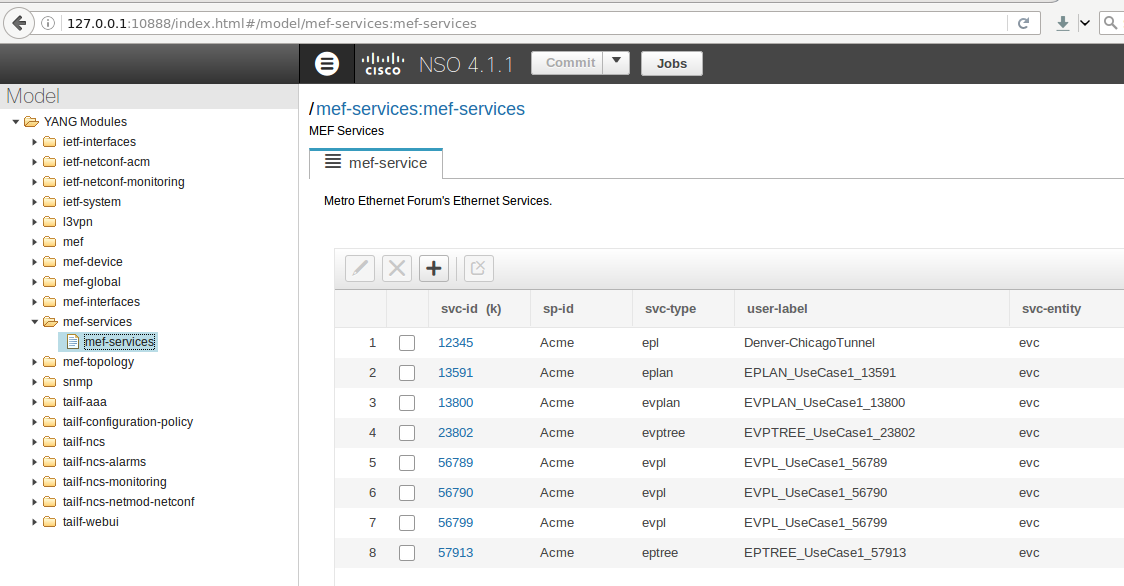 127.0.0.1:10888/index.html#/model/mef-services:mef-services
CISCO NSO 4.1.1 Commit Jobs
Model
YANG Modules
ietf-interfaces
ietf-netconf-acm
ietf-netconf-monitoring
ietf-system
l3vpn
mef
mef-device
mef-global
mef-interfaces
mef-services
mef-services
mef-topology
snmp
tailf-aaa
tailf-configuration-policy
tailf-ncs
tailf-ncs-alarms
tailf-ncs-monitoring
tailf-ncs-netmod-netconf
tailf-webui
/mef-services:mef-services
MEF Services
mef-service
Metro Ethernet Forum's Ethernet Services.
svc-id (k) sp-id svc-type user-label svc-entity
1 12345 Acme epl Denver-ChicagoTunnel evc
2 13591 Acme eplan EPLAN_UseCase1_13591 evc
3 13800 Acme evplan EVPLAN_UseCase1_13800 evc
4 23802 Acme evptree EVPTREE_UseCase1_23802 evc
5 56789 Acme evpl EVPL_UseCase1_56789 evc
6 56790 Acme evpl EVPL_UseCase1_56790 evc
7 56799 Acme evpl EVPL_UseCase1_56799 evc
8 57913 Acme eptree EPTREE_UseCase1_57913 evc